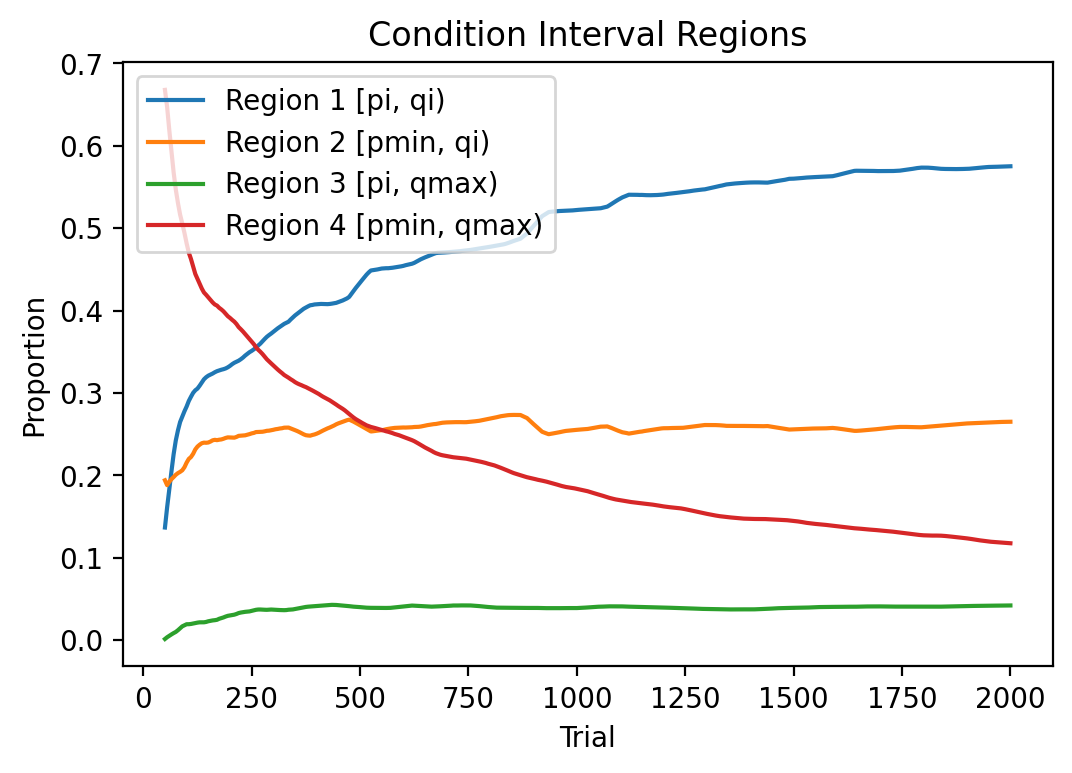 Condition Interval Regions
Region 1 [pi, qi)
Region 2 [pmin, qi)
Region 3 [pi, qmax)
Region 4 [pmin, qmax)
Proportion
0.7
0.6
0.5
0.4
0.3
0.2
0.1
0.0
0 250 500 750 1000 1250 1500 1750 2000
Trial